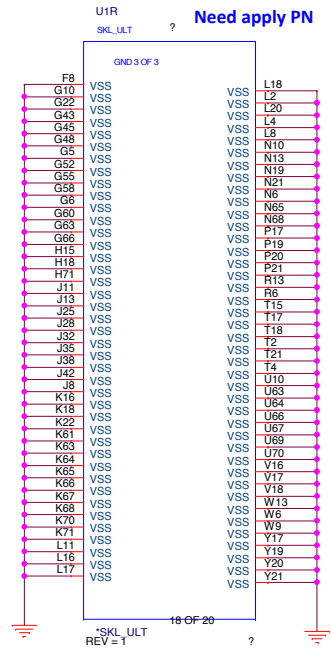 U1R
Need apply PN
SKL_ULT
?
GND 3 OF 3
F8 VSS VSS L18
G10 VSS VSS L2
G22 VSS VSS L20
G43 VSS VSS L4
G45 VSS VSS L8
G48 VSS VSS N10
G5 VSS VSS N13
G52 VSS VSS N19
G55 VSS VSS N21
G58 VSS VSS N6
G6 VSS VSS N65
G60 VSS VSS N68
G63 VSS VSS P17
G66 VSS VSS P19
H15 VSS VSS P20
H18 VSS VSS P21
H71 VSS VSS R13
J11 VSS VSS R6
J13 VSS VSS T15
J25 VSS VSS T17
J28 VSS VSS T18
J32 VSS VSS T2
J35 VSS VSS T21
J38 VSS VSS T4
J42 VSS VSS U10
J8 VSS VSS U63
K16 VSS VSS U64
K18 VSS VSS U66
K22 VSS VSS U67
K61 VSS VSS U69
K63 VSS VSS U70
K64 VSS VSS V16
K65 VSS VSS V17
K66 VSS VSS V18
K67 VSS VSS W13
K68 VSS VSS W6
K70 VSS VSS W9
K71 VSS VSS Y17
L11 VSS VSS Y19
L16 VSS VSS Y20
L17 VSS VSS Y21
18 OF 20
*SKL_ULT
REV = 1
?